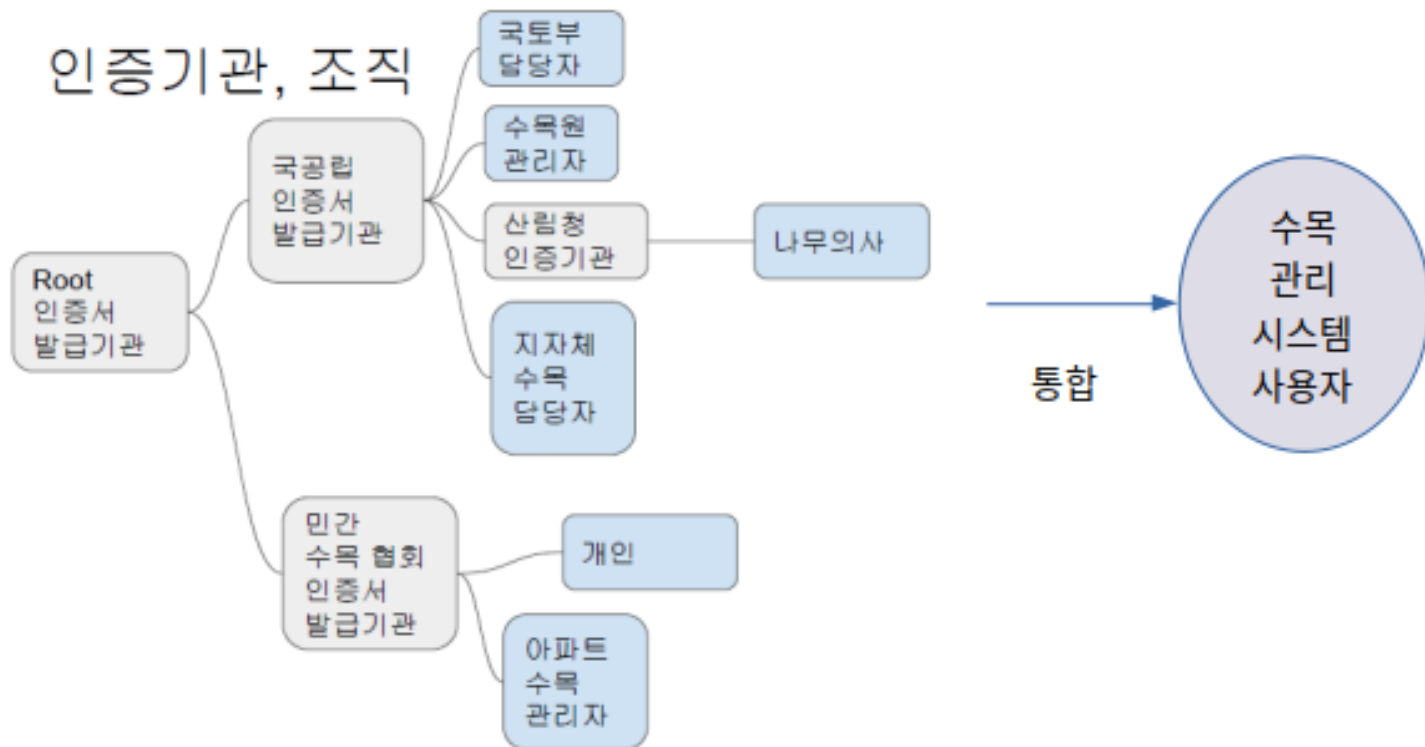 인증기관, 조직
Root
인증서
발급기관
국공립
인증서
발급기관
국토부
담당자
수목원
관리자
산림청
인증기관
나무의사
지자체
수목
담당자
민간
수목 협회
인증서
발급기관
개인
아파트
수목
관리자
통합
수목
관리
시스템
사용자